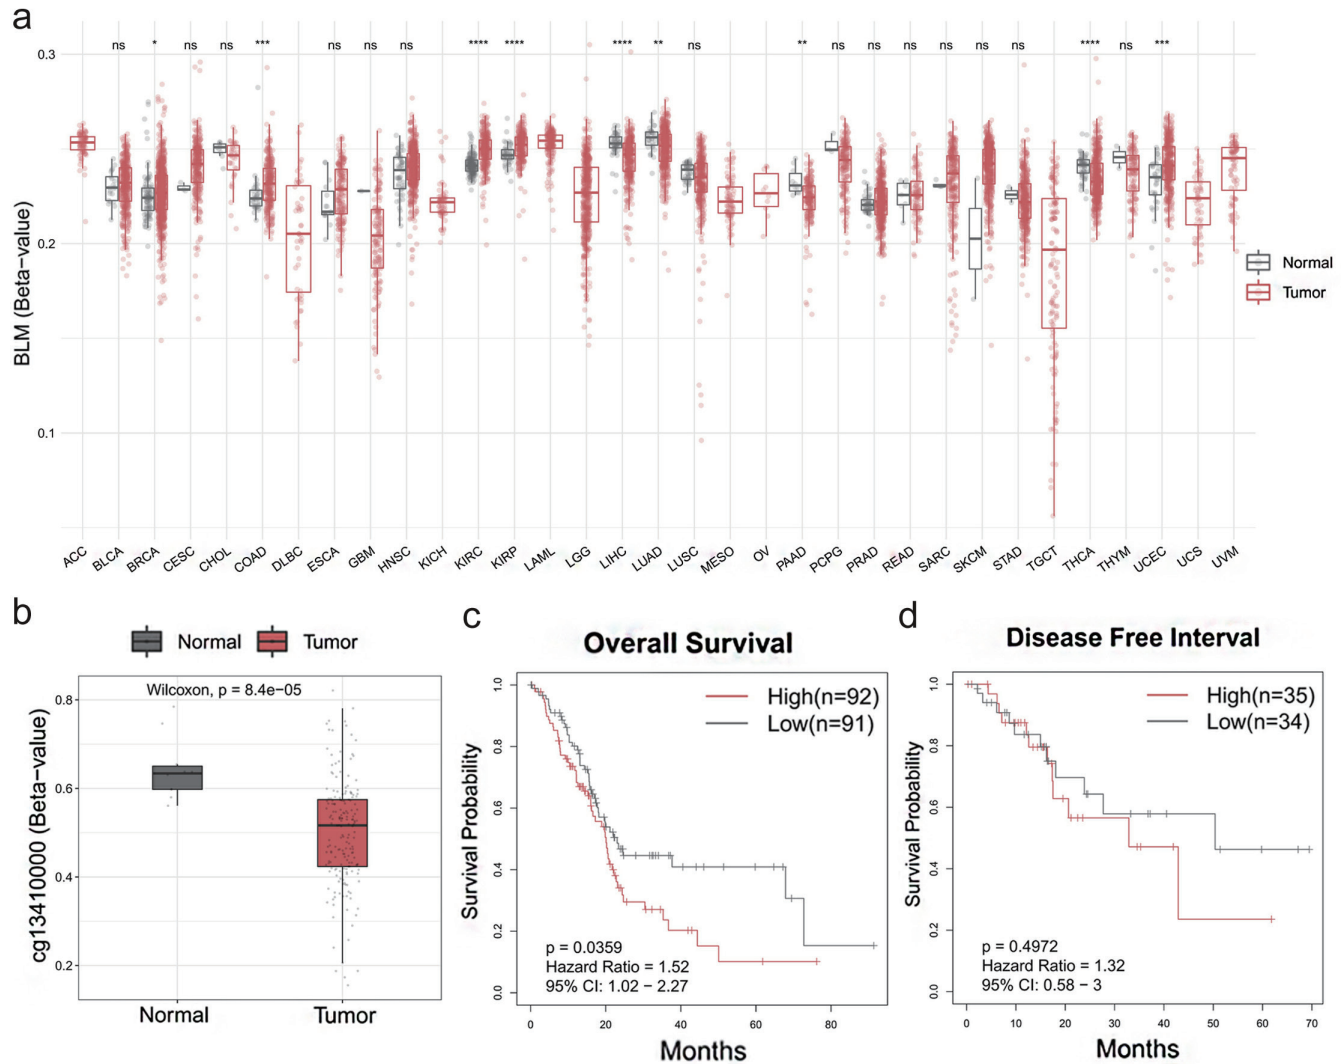 a
ns * ns ns *** ns ns ns **** **** **** ** ns ** ns ns ns ns ns ns **** ns ***
0.3
0.2
0.1
BLM (Beta-value)
Normal
Tumor
ACC BLCA BRCA CESC CHOL COAD DLBC ESCA GBM HNSC KICH KIRC KIRP LAML LGG LIHC LUAD LUSC MESO OV PAAD PCPG PRAD READ SARC SKCM STAD TGCT THCA THYM UCEC UCS UVM
b
Normal Tumor
Wilcoxon, p = 8.4e-05
0.8
0.6
0.4
0.2
cg13410000 (Beta-value)
Normal Tumor
c
Overall Survival
High(n=92)
Low(n=91)
1.0
0.8
0.6
0.4
0.2
0.0
Survival Probability
p = 0.0359
Hazard Ratio = 1.52
95% CI: 1.02 − 2.27
0 20 40 60 80
Months
d
Disease Free Interval
High(n=35)
Low(n=34)
1.0
0.8
0.6
0.4
0.2
0.0
Survival Probability
p = 0.4972
Hazard Ratio = 1.32
95% CI: 0.58 − 3
0 10 20 30 40 50 60 70
Months